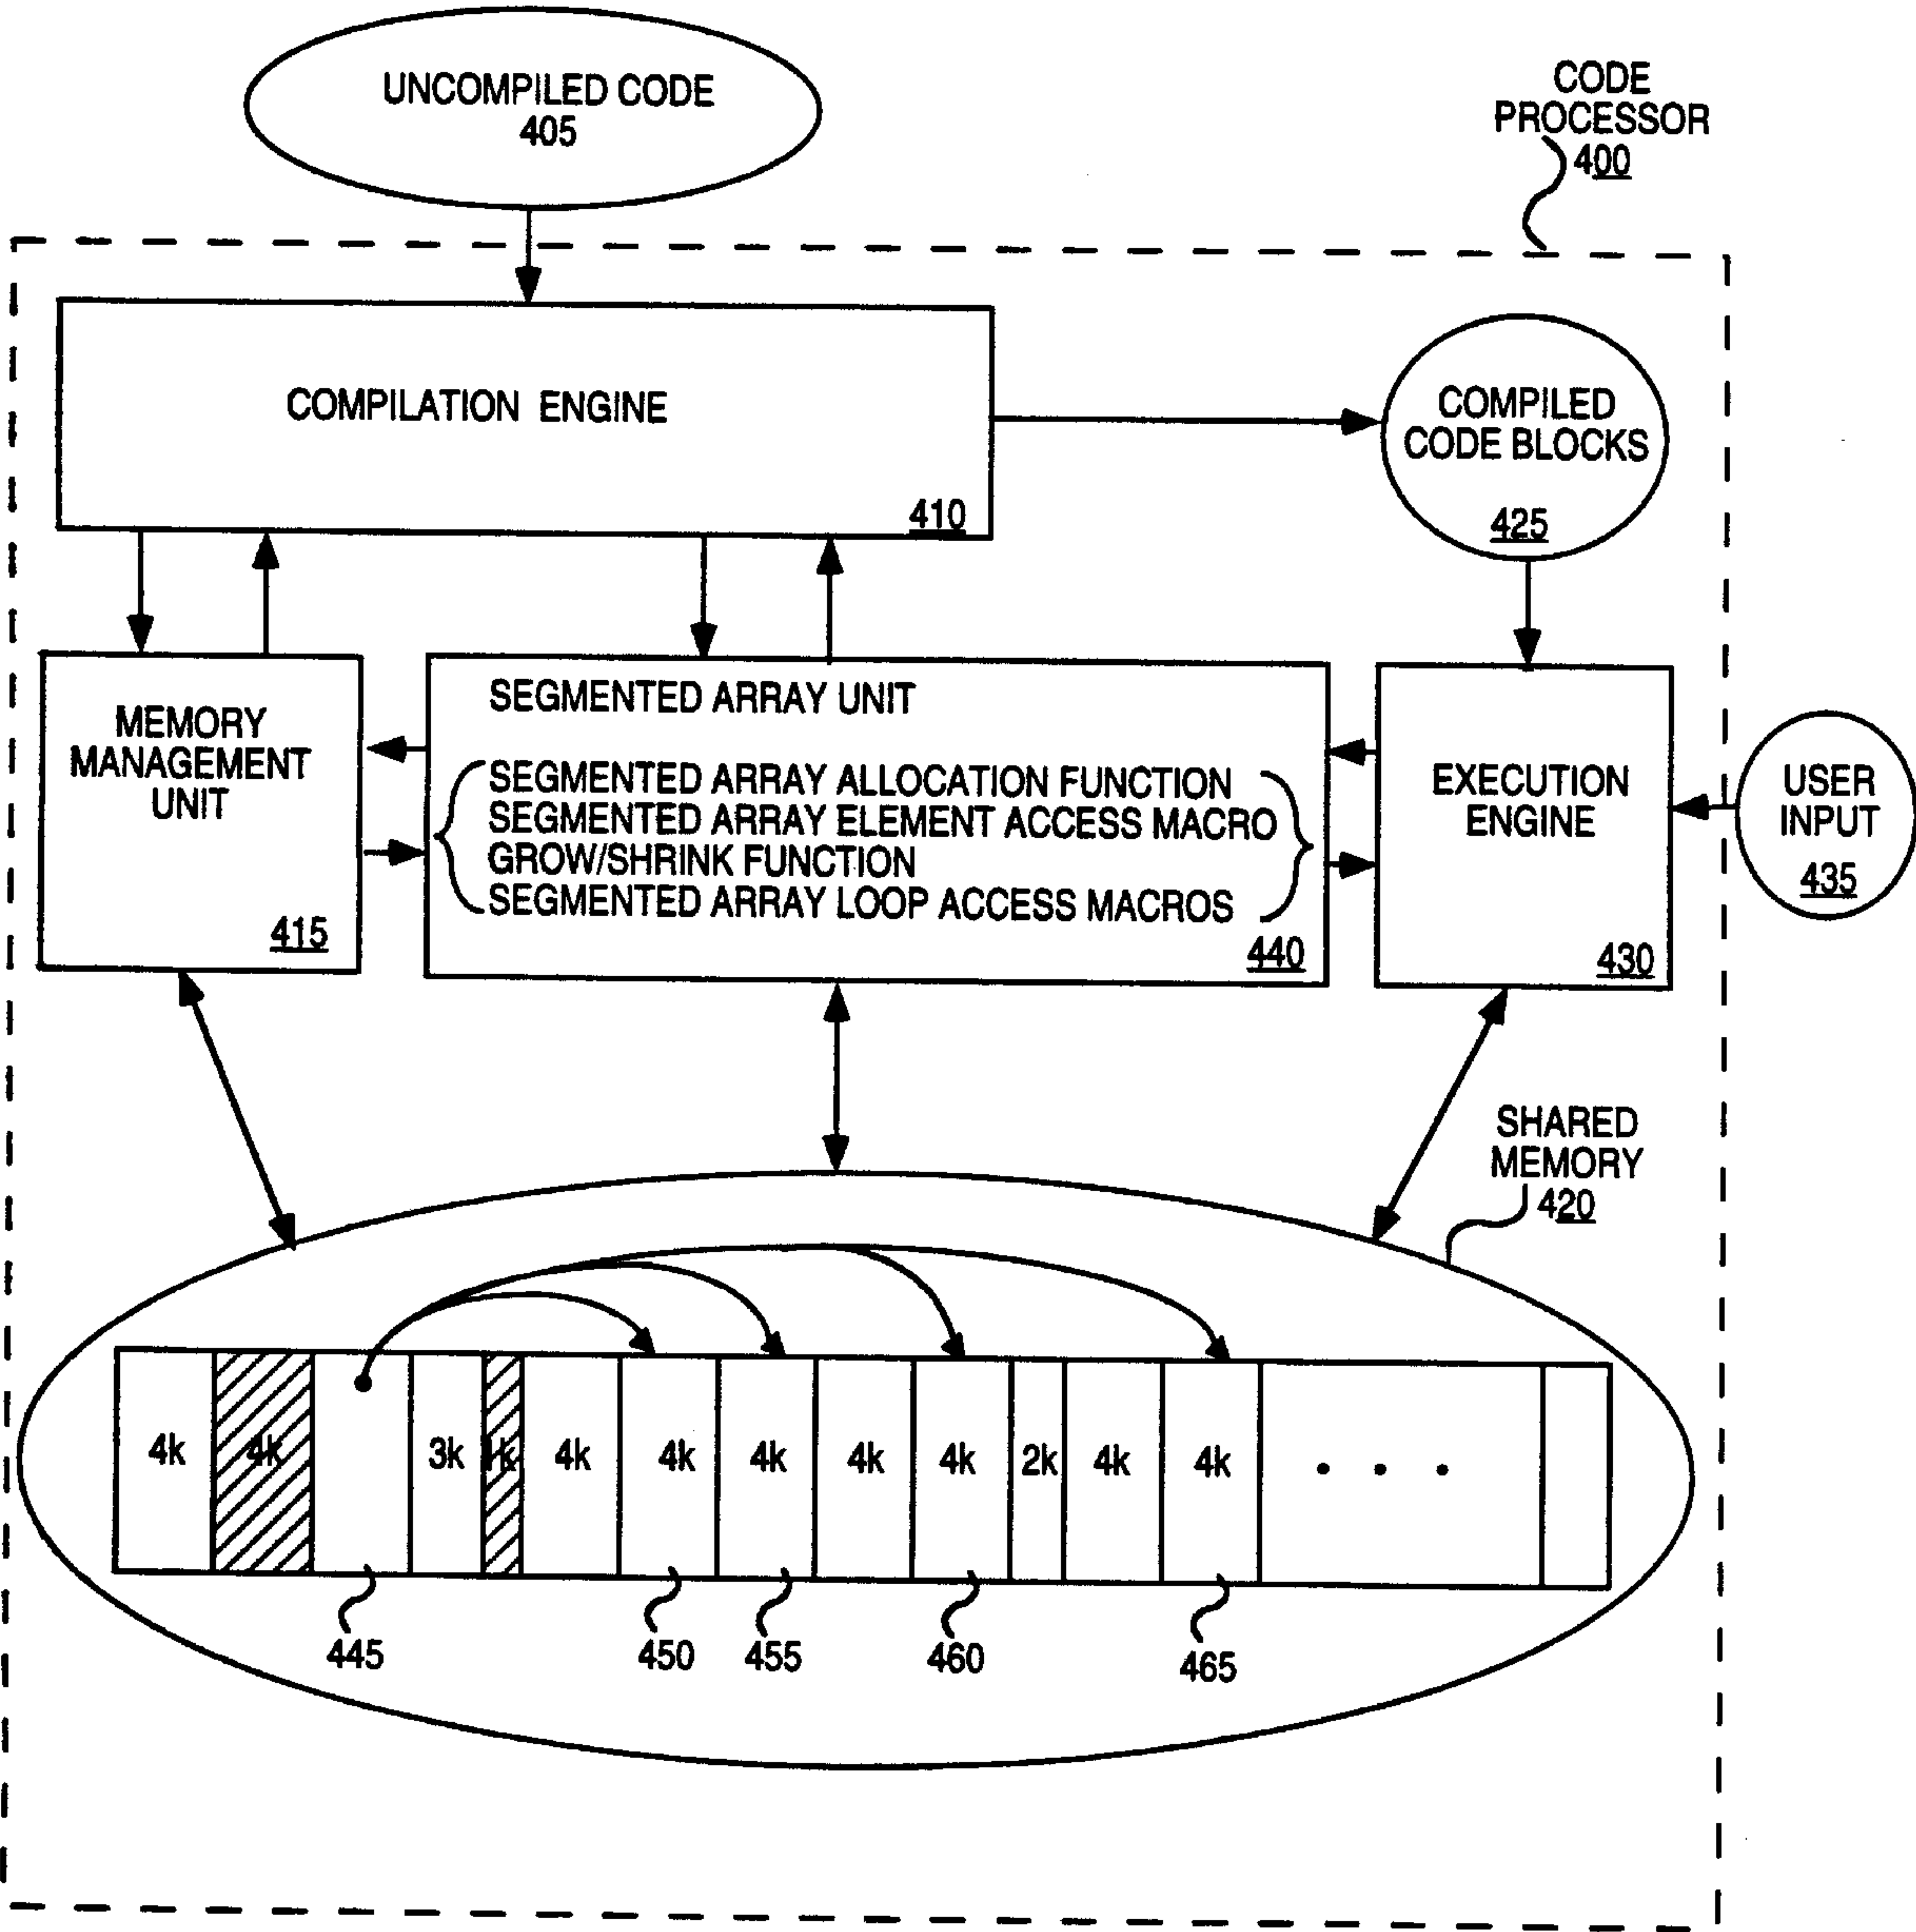 UNCOMPILED CODE
405
CODE
PROCESSOR
400
COMPILATION ENGINE
410
COMPILED
CODE BLOCKS
425
MEMORY
MANAGEMENT
UNIT
415
SEGMENTED ARRAY UNIT
SEGMENTED ARRAY ALLOCATION FUNCTION
SEGMENTED ARRAY ELEMENT ACCESS MACRO
GROW/SHRINK FUNCTION
SEGMENTED ARRAY LOOP ACCESS MACROS
440
EXECUTION
ENGINE
430
USER
INPUT
435
SHARED
MEMORY
420
4k 4k 3k 1k 4k 4k 4k 4k 4k 2k 4k 4k . . .
445 450 455 460 465